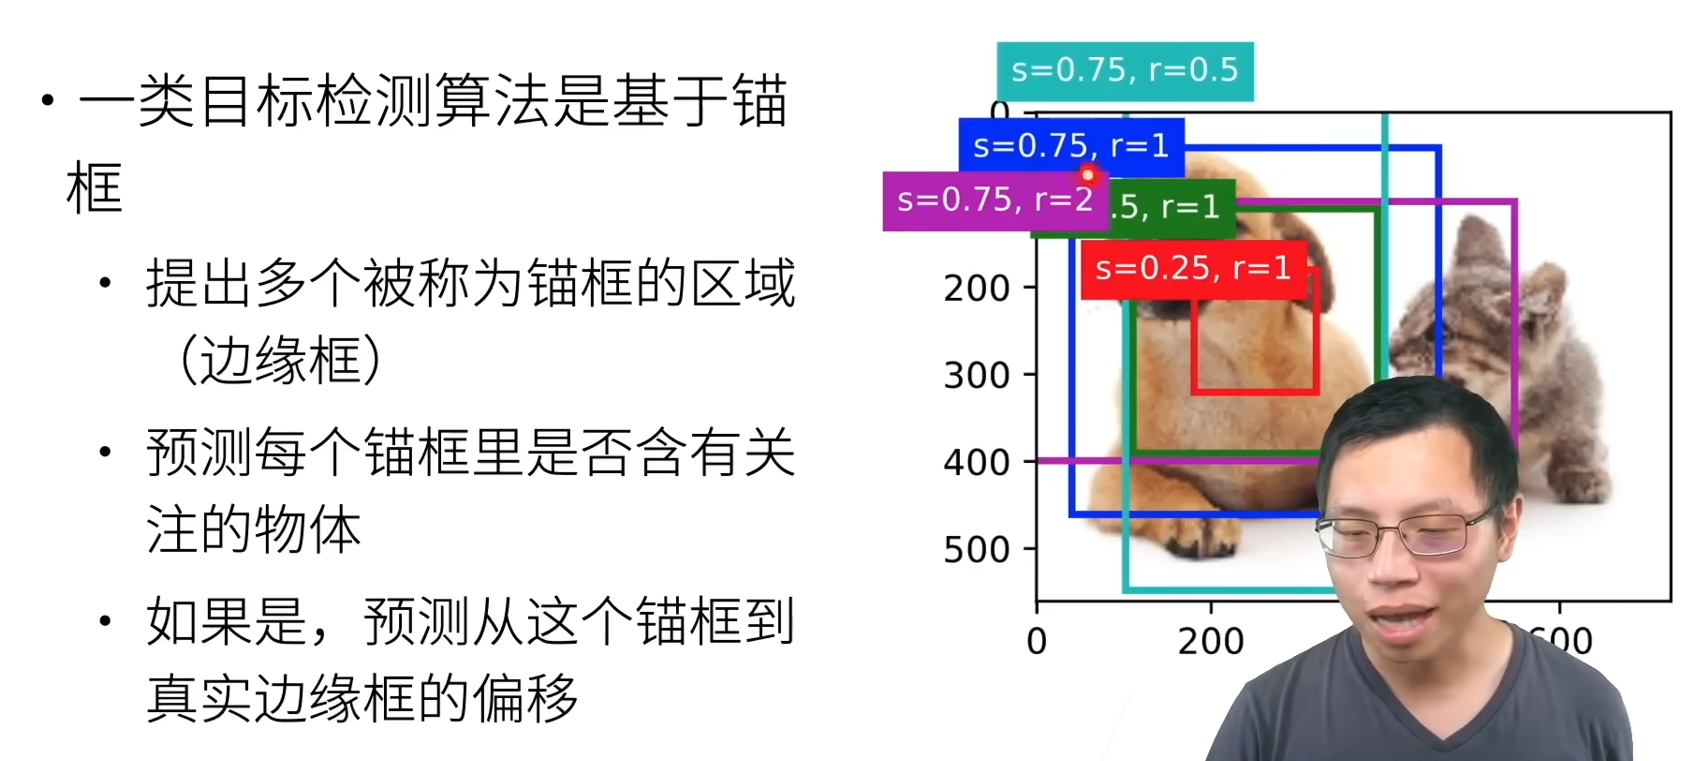 • 一类目标检测算法是基于锚
框
• 提出多个被称为锚框的区域
（边缘框）
• 预测每个锚框里是否含有关
注的物体
• 如果是，预测从这个锚框到
真实边缘框的偏移
s=0.75, r=0.5
0
s=0.75, r=1
s=0.75, r=2
.5, r=1
s=0.25, r=1
200
300
400
500
0
200